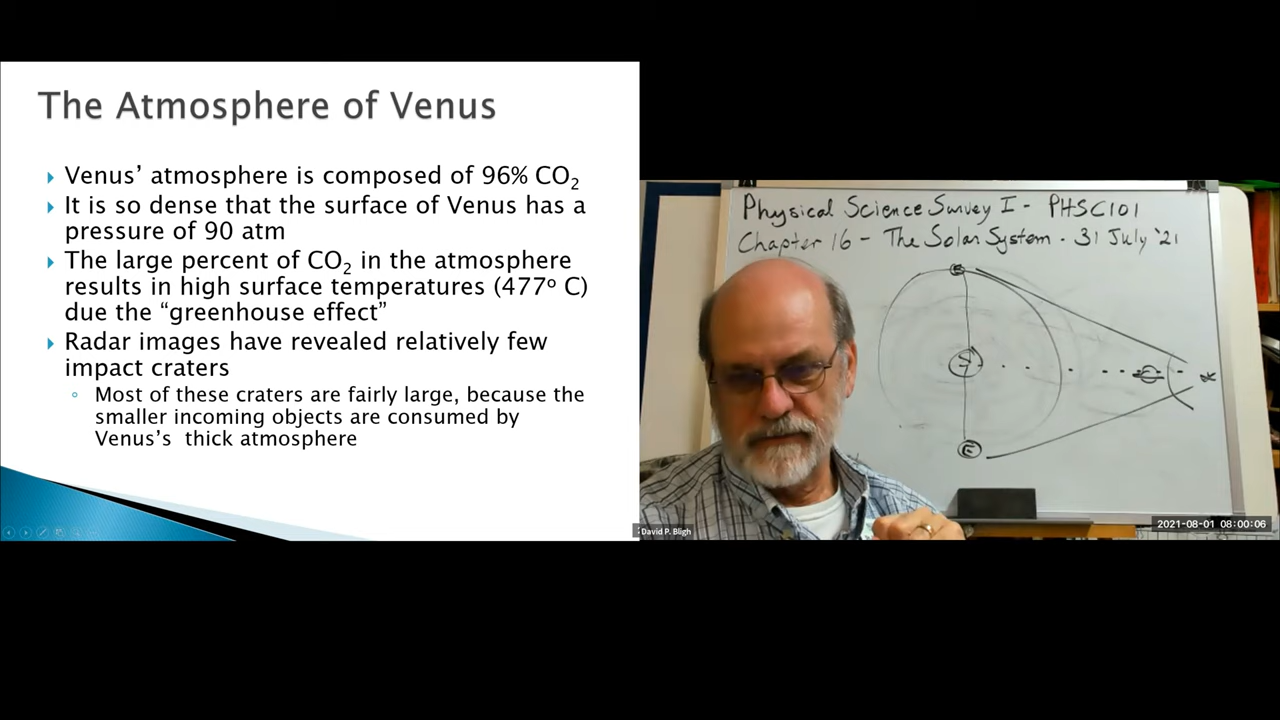 The Atmosphere of Venus
Venus’ atmosphere is composed of 96% CO₂
It is so dense that the surface of Venus has a
pressure of 90 atm
The large percent of CO₂ in the atmosphere
results in high surface temperatures (477º C)
due the “greenhouse effect”
Radar images have revealed relatively few
impact craters
Most of these craters are fairly large, because the
smaller incoming objects are consumed by
Venus’s thick atmosphere
Physical Science Survey I - PHSC101
Chapter 16 - The Solar System - 31 July '21
E
David P. Bligh
2021-08-01 08:00:06